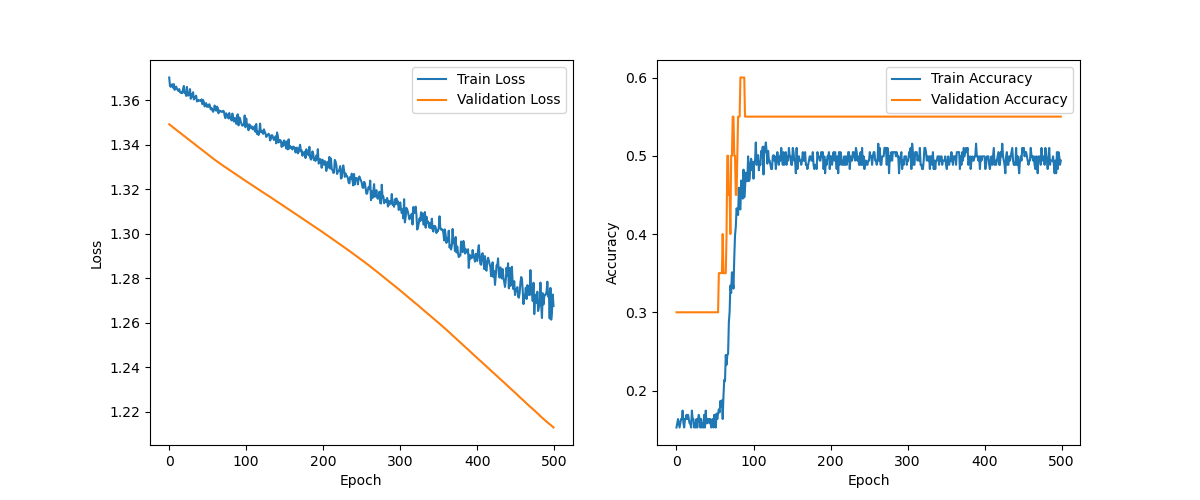 Train Loss
Validation Loss
1.36
1.34
1.32
1.30
1.28
1.26
1.24
1.22
Loss
0 100 200 300 400 500
Epoch
Train Accuracy
Validation Accuracy
0.6
0.5
0.4
0.3
0.2
Accuracy
0 100 200 300 400 500
Epoch